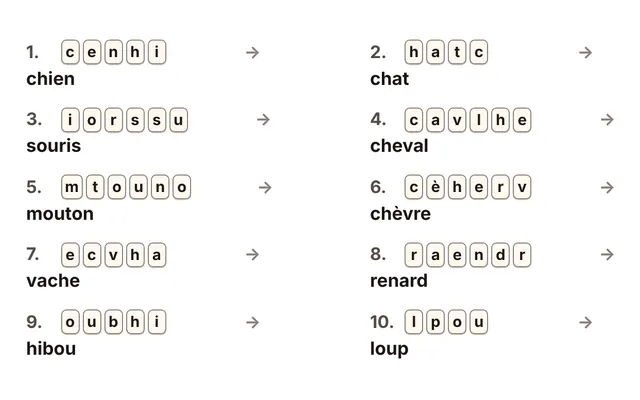 1. c e n h i →
chien
2. h a t c →
chat
3. i o r s s u →
souris
4. c a v l h e →
cheval
5. m t o u n o →
mouton
6. c è h e r v →
chèvre
7. e c v h a →
vache
8. r a e n d r →
renard
9. o u b h i →
hibou
10. l p o u →
loup